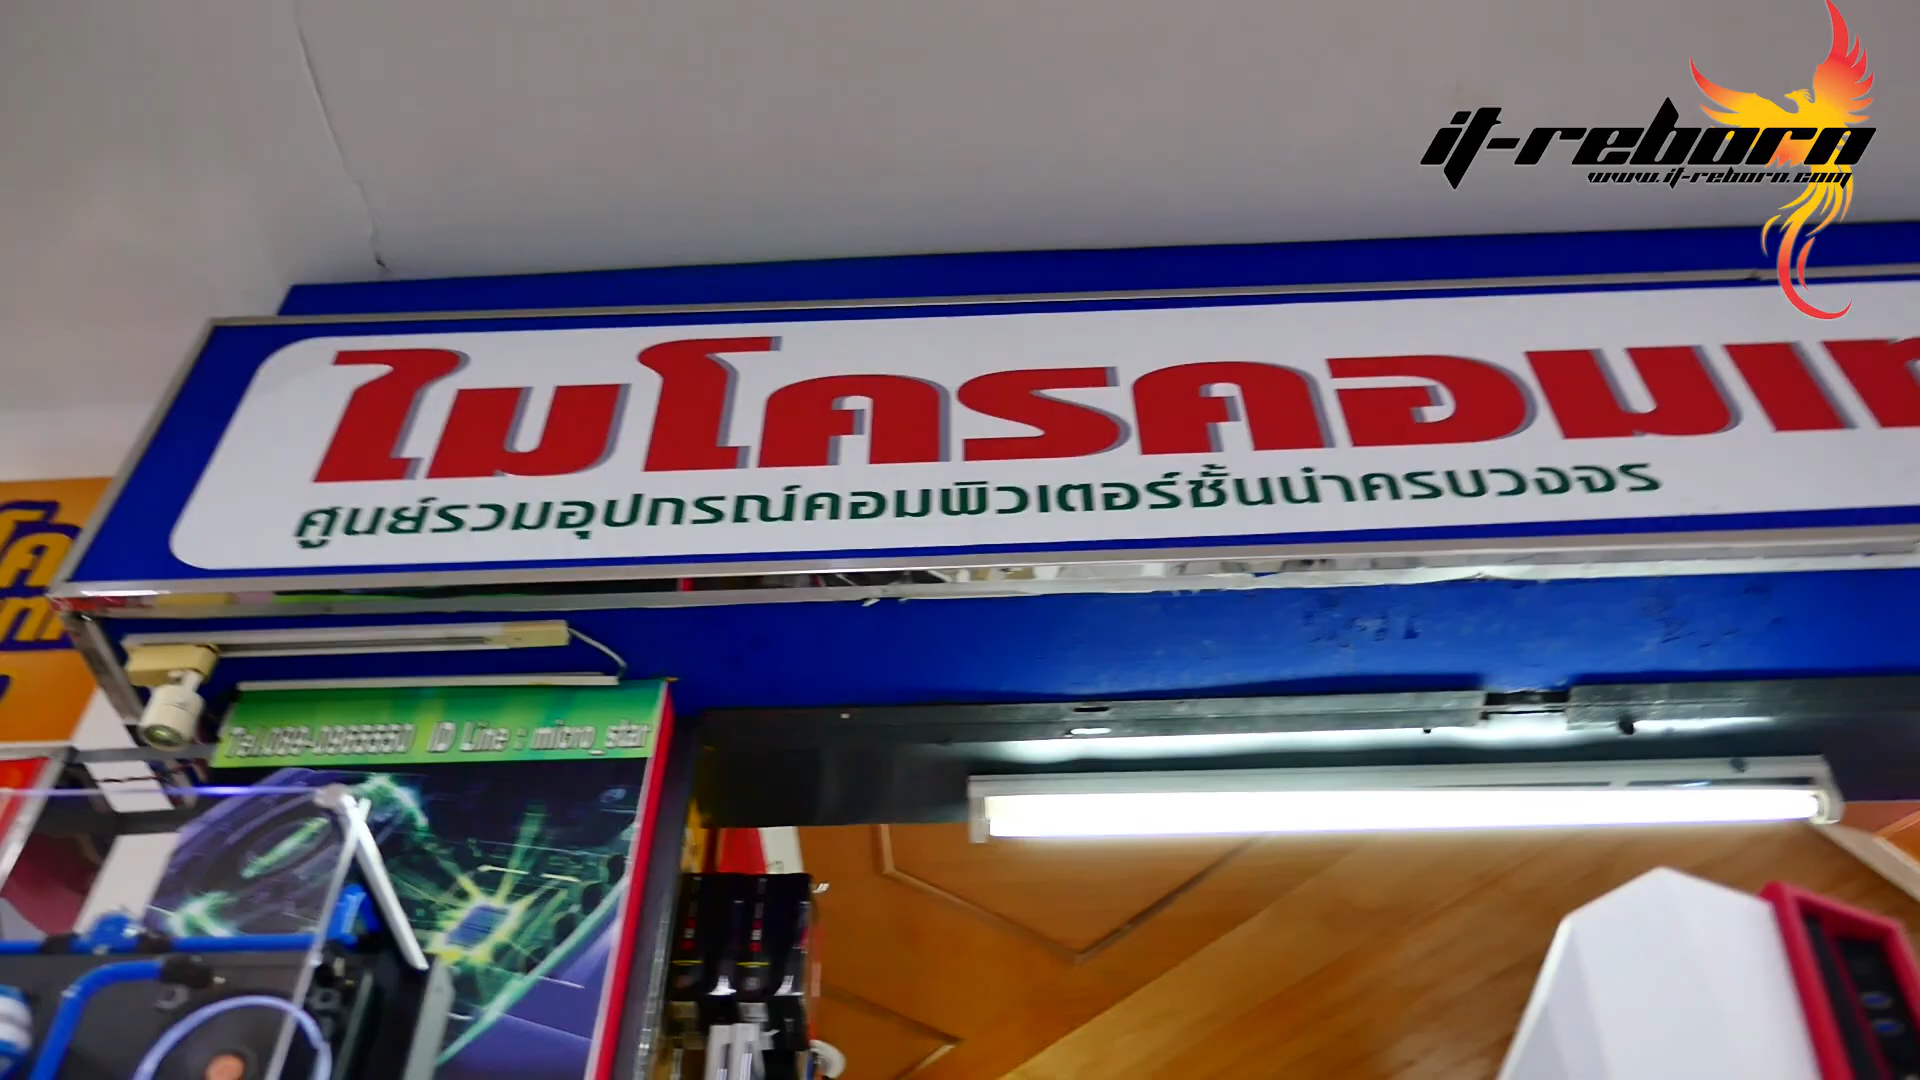 it-reborn
www.it-reborn.com
ไมโครคอมเท
ศูนย์รวมอุปกรณ์คอมพิวเตอร์ชั้นนำครบวงจร
ID Line : micro_star